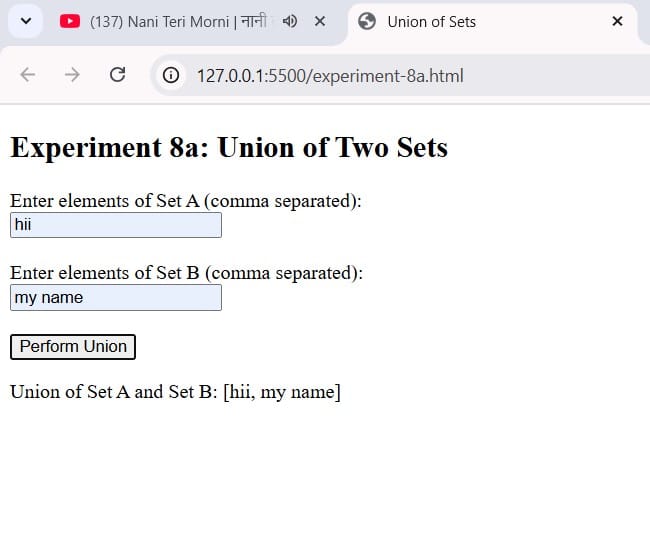 (137) Nani Teri Morni | नानी
Union of Sets
127.0.0.1:5500/experiment-8a.html
Experiment 8a: Union of Two Sets
Enter elements of Set A (comma separated):
hii
Enter elements of Set B (comma separated):
my name
Perform Union
Union of Set A and Set B: [hii, my name]